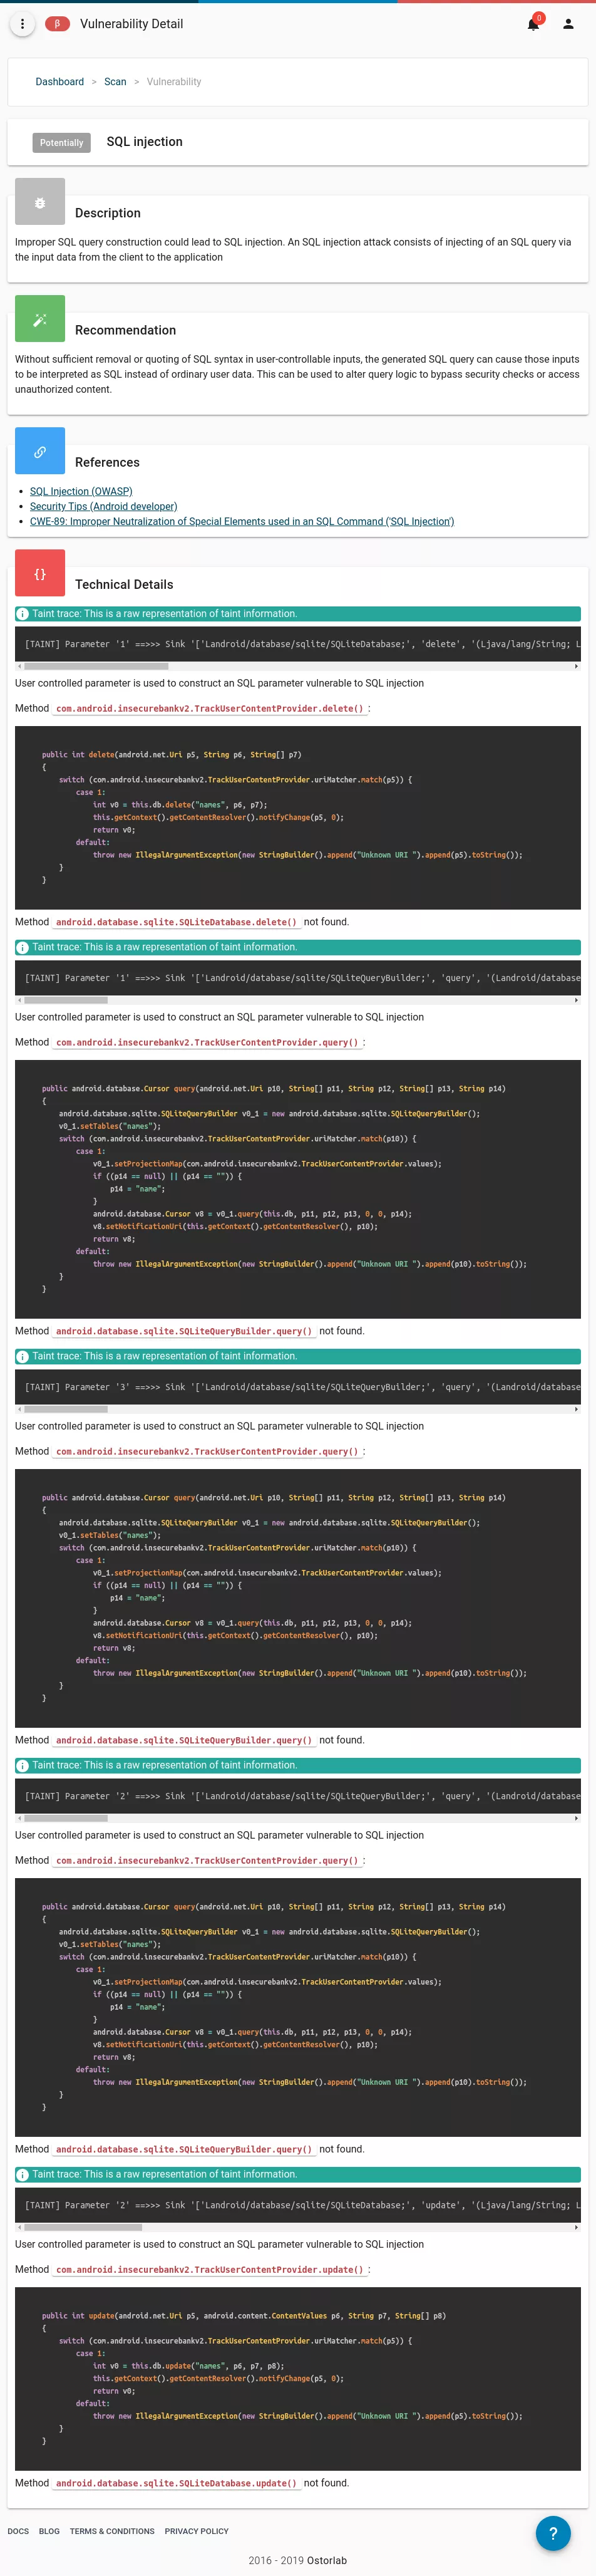 β Vulnerability Detail 0
Dashboard > Scan > Vulnerability
Potentially SQL injection
Description
Improper SQL query construction could lead to SQL injection. An SQL injection attack consists of injecting of an SQL query via
the input data from the client to the application
Recommendation
Without sufficient removal or quoting of SQL syntax in user-controllable inputs, the generated SQL query can cause those inputs
to be interpreted as SQL instead of ordinary user data. This can be used to alter query logic to bypass security checks or access
unauthorized content.
References
• SQL Injection (OWASP)
• Security Tips (Android developer)
• CWE-89: Improper Neutralization of Special Elements used in an SQL Command ('SQL Injection')
{} Technical Details
Taint trace: This is a raw representation of taint information.
[TAINT] Parameter '1' ==>>> Sink '['Landroid/database/sqlite/SQLiteDatabase;', 'delete', '(Ljava/lang/String; L
User controlled parameter is used to construct an SQL parameter vulnerable to SQL injection
Method com.android.insecurebankv2.TrackUserContentProvider.delete() :
public int delete(android.net.Uri p5, String p6, String[] p7)
{
switch (com.android.insecurebankv2.TrackUserContentProvider.uriMatcher.match(p5)) {
case 1:
int v0 = this.db.delete("names", p6, p7);
this.getContext().getContentResolver().notifyChange(p5, 0);
return v0;
default:
throw new IllegalArgumentException(new StringBuilder().append("Unknown URI ").append(p5).toString());
}
}
Method android.database.sqlite.SQLiteDatabase.delete() not found.
Taint trace: This is a raw representation of taint information.
[TAINT] Parameter '1' ==>>> Sink '['Landroid/database/sqlite/SQLiteQueryBuilder;', 'query', '(Landroid/database
User controlled parameter is used to construct an SQL parameter vulnerable to SQL injection
Method com.android.insecurebankv2.TrackUserContentProvider.query() :
public android.database.Cursor query(android.net.Uri p10, String[] p11, String p12, String[] p13, String p14)
{
android.database.sqlite.SQLiteQueryBuilder v0_1 = new android.database.sqlite.SQLiteQueryBuilder();
v0_1.setTables("names");
switch (com.android.insecurebankv2.TrackUserContentProvider.uriMatcher.match(p10)) {
case 1:
v0_1.setProjectionMap(com.android.insecurebankv2.TrackUserContentProvider.values);
if ((p14 == null) || (p14 == "")) {
p14 = "name";
}
android.database.Cursor v8 = v0_1.query(this.db, p11, p12, p13, 0, 0, p14);
v8.setNotificationUri(this.getContext().getContentResolver(), p10);
return v8;
default:
throw new IllegalArgumentException(new StringBuilder().append("Unknown URI ").append(p10).toString());
}
}
Method android.database.sqlite.SQLiteQueryBuilder.query() not found.
Taint trace: This is a raw representation of taint information.
[TAINT] Parameter '3' ==>>> Sink '['Landroid/database/sqlite/SQLiteQueryBuilder;', 'query', '(Landroid/database
User controlled parameter is used to construct an SQL parameter vulnerable to SQL injection
Method com.android.insecurebankv2.TrackUserContentProvider.query() :
public android.database.Cursor query(android.net.Uri p10, String[] p11, String p12, String[] p13, String p14)
{
android.database.sqlite.SQLiteQueryBuilder v0_1 = new android.database.sqlite.SQLiteQueryBuilder();
v0_1.setTables("names");
switch (com.android.insecurebankv2.TrackUserContentProvider.uriMatcher.match(p10)) {
case 1:
v0_1.setProjectionMap(com.android.insecurebankv2.TrackUserContentProvider.values);
if ((p14 == null) || (p14 == "")) {
p14 = "name";
}
android.database.Cursor v8 = v0_1.query(this.db, p11, p12, p13, 0, 0, p14);
v8.setNotificationUri(this.getContext().getContentResolver(), p10);
return v8;
default:
throw new IllegalArgumentException(new StringBuilder().append("Unknown URI ").append(p10).toString());
}
}
Method android.database.sqlite.SQLiteQueryBuilder.query() not found.
Taint trace: This is a raw representation of taint information.
[TAINT] Parameter '2' ==>>> Sink '['Landroid/database/sqlite/SQLiteQueryBuilder;', 'query', '(Landroid/database
User controlled parameter is used to construct an SQL parameter vulnerable to SQL injection
Method com.android.insecurebankv2.TrackUserContentProvider.query() :
public android.database.Cursor query(android.net.Uri p10, String[] p11, String p12, String[] p13, String p14)
{
android.database.sqlite.SQLiteQueryBuilder v0_1 = new android.database.sqlite.SQLiteQueryBuilder();
v0_1.setTables("names");
switch (com.android.insecurebankv2.TrackUserContentProvider.uriMatcher.match(p10)) {
case 1:
v0_1.setProjectionMap(com.android.insecurebankv2.TrackUserContentProvider.values);
if ((p14 == null) || (p14 == "")) {
p14 = "name";
}
android.database.Cursor v8 = v0_1.query(this.db, p11, p12, p13, 0, 0, p14);
v8.setNotificationUri(this.getContext().getContentResolver(), p10);
return v8;
default:
throw new IllegalArgumentException(new StringBuilder().append("Unknown URI ").append(p10).toString());
}
}
Method android.database.sqlite.SQLiteQueryBuilder.query() not found.
Taint trace: This is a raw representation of taint information.
[TAINT] Parameter '2' ==>>> Sink '['Landroid/database/sqlite/SQLiteDatabase;', 'update', '(Ljava/lang/String; L
User controlled parameter is used to construct an SQL parameter vulnerable to SQL injection
Method com.android.insecurebankv2.TrackUserContentProvider.update() :
public int update(android.net.Uri p5, android.content.ContentValues p6, String p7, String[] p8)
{
switch (com.android.insecurebankv2.TrackUserContentProvider.uriMatcher.match(p5)) {
case 1:
int v0 = this.db.update("names", p6, p7, p8);
this.getContext().getContentResolver().notifyChange(p5, 0);
return v0;
default:
throw new IllegalArgumentException(new StringBuilder().append("Unknown URI ").append(p5).toString());
}
}
Method android.database.sqlite.SQLiteDatabase.update() not found.
DOCS BLOG TERMS & CONDITIONS PRIVACY POLICY
?
2016 - 2019 Ostorlab